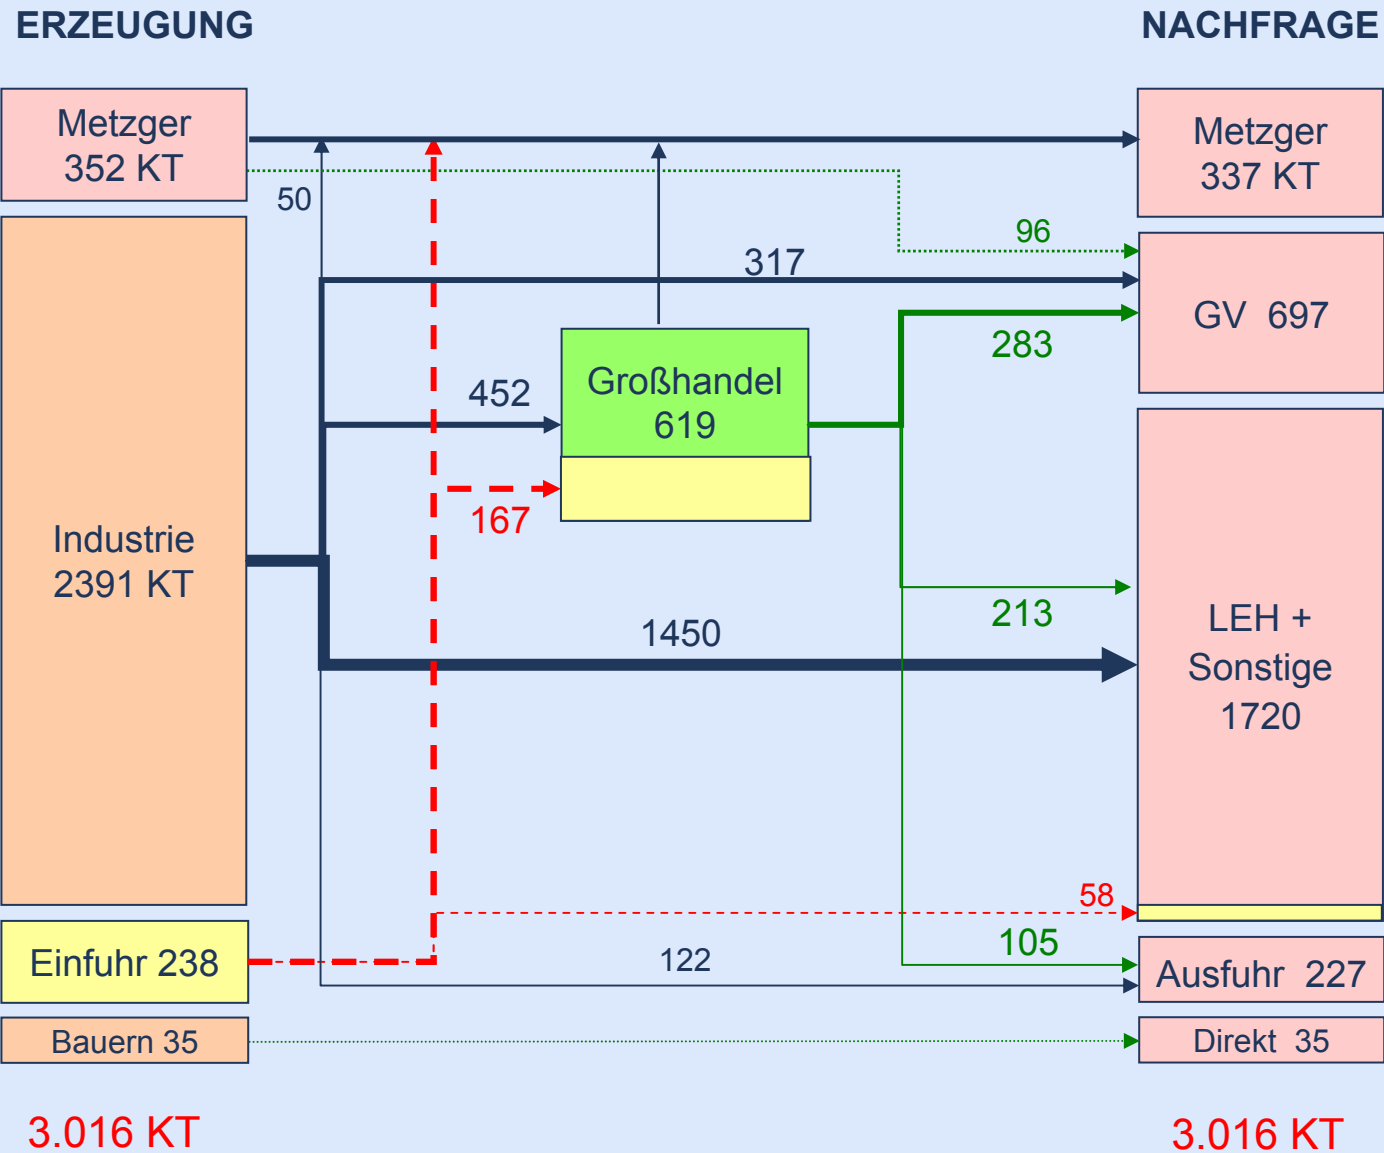 ERZEUGUNG
NACHFRAGE
Metzger
352 KT
Metzger
337 KT
50
96
317
GV  697
283
452
Großhandel
619
167
Industrie
2391 KT
213
1450
LEH +
Sonstige
1720
58
105
122
Einfuhr 238
Ausfuhr  227
Bauern 35
Direkt  35
3.016 KT
3.016 KT